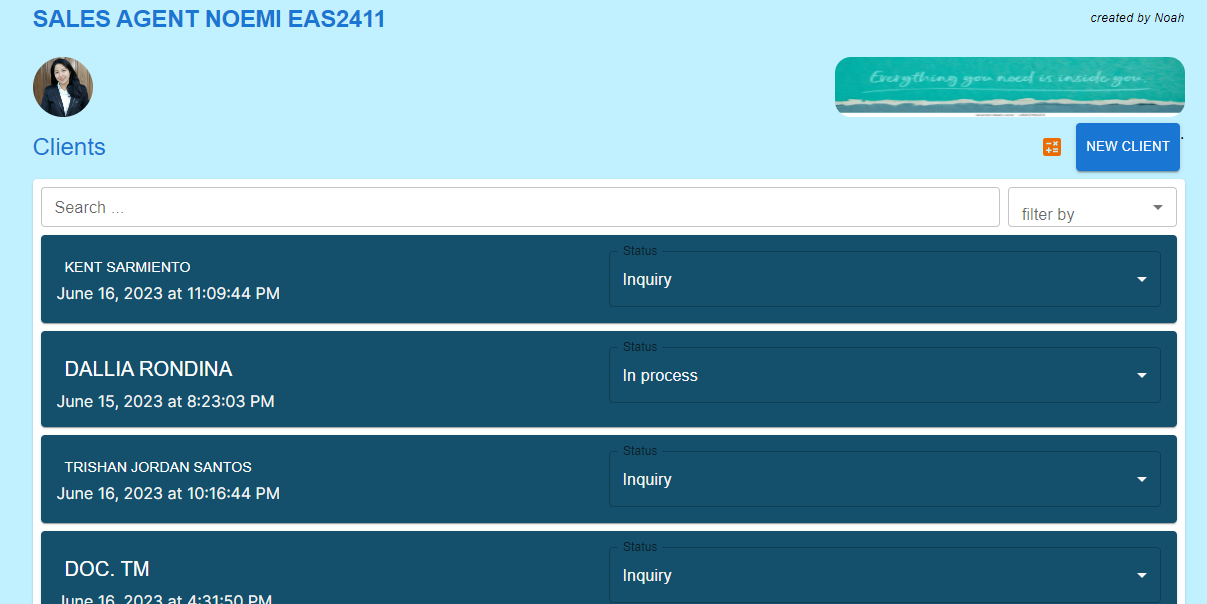 SALES AGENT NOEMI EAS2411
created by Noah
Everything you need is inside you.
Clients
NEW CLIENT
.
Search ...
filter by
KENT SARMIENTO
June 16, 2023 at 11:09:44 PM
Status
Inquiry
DALLIA RONDINA
June 15, 2023 at 8:23:03 PM
Status
In process
TRISHAN JORDAN SANTOS
June 16, 2023 at 10:16:44 PM
Status
Inquiry
DOC. TM
June 16, 2023 at 4:31:50 PM
Status
Inquiry